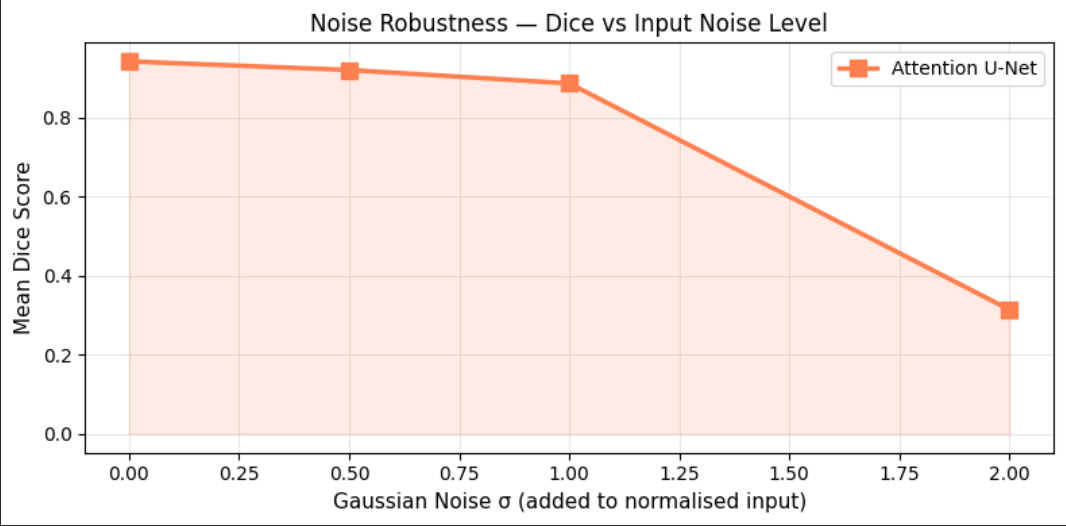 Noise Robustness — Dice vs Input Noise Level
Attention U-Net
Mean Dice Score
0.8
0.6
0.4
0.2
0.0
0.00 0.25 0.50 0.75 1.00 1.25 1.50 1.75 2.00
Gaussian Noise σ (added to normalised input)